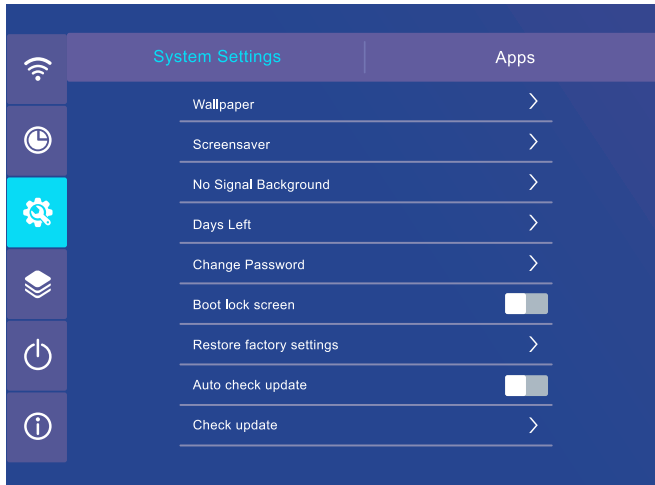 System Settings
Apps
Wallpaper
Screensaver
No Signal Background
Days Left
Change Password
Boot lock screen
Restore factory settings
Auto check update
Check update